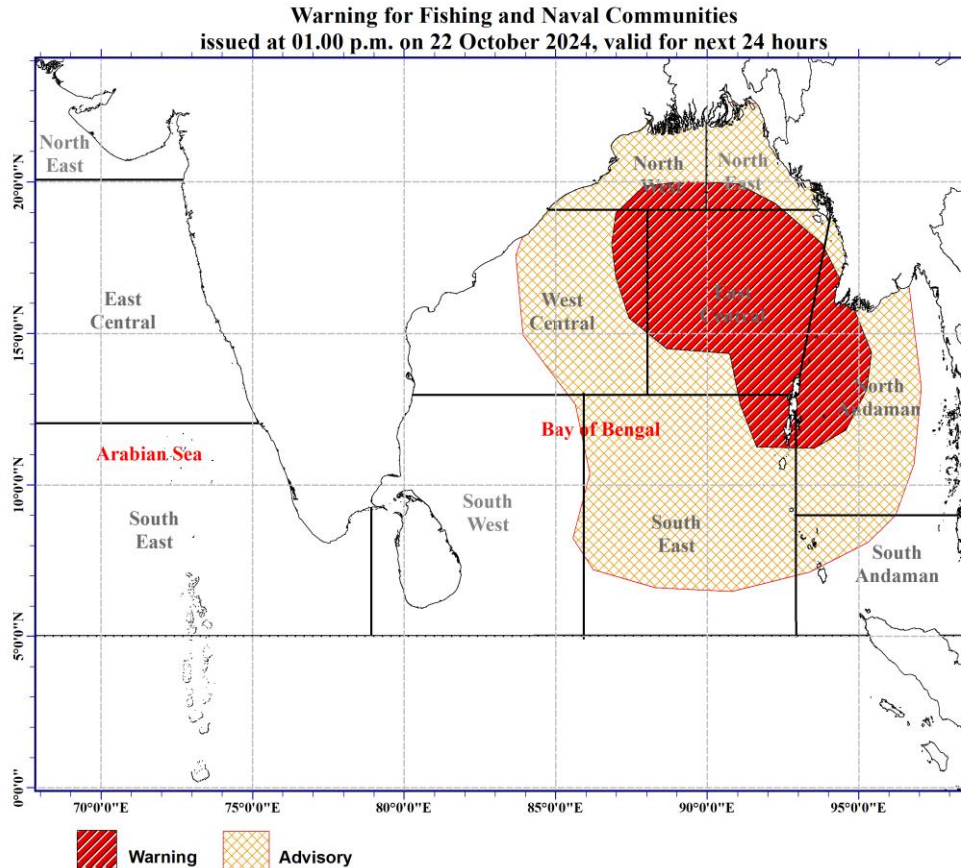 Warning for Fishing and Naval Communities
issued at 01.00 p.m. on 22 October 2024, valid for next 24 hours
20°0'0"N
15°0'0"N
10°0'0"N
5°0'0"N
0°0'0"
North
East
North
West
North
East
East
Central
West
Central
East
Central
North
Andaman
Arabian Sea
Bay of Bengal
South
East
South
West
South
East
South
Andaman
70°0'0"E
75°0'0"E
80°0'0"E
85°0'0"E
90°0'0"E
95°0'0"E
Warning
Advisory